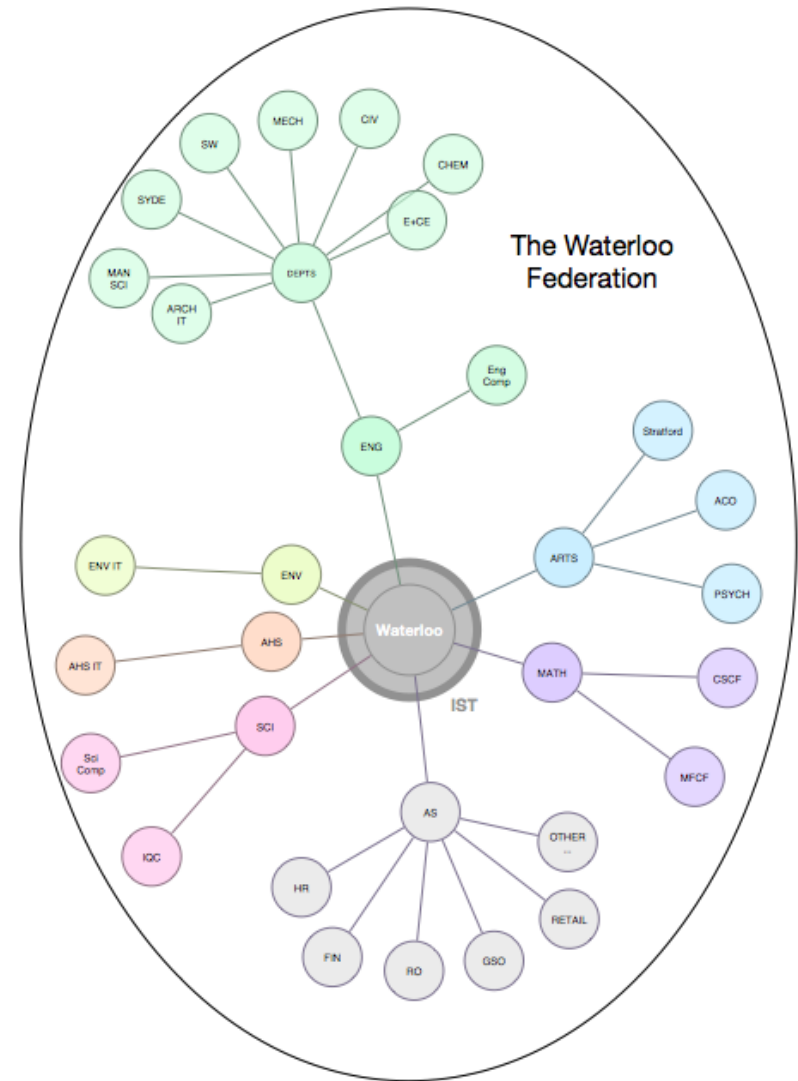 MECH
CIV
SW
CHEM
SYDE
E+CE
The Waterloo
Federation
DEPTS
MAN
SCI
ARCH
IT
Eng
Comp
Stratford
ENG
ACO
ARTS
ENV IT
ENV
PSYCH
Waterloo
AHS
AHS IT
MATH
CSCF
IST
SCI
Sci
Comp
MFCF
AS
OTHER
...
IQC
HR
RETAIL
FIN
RO
GSO